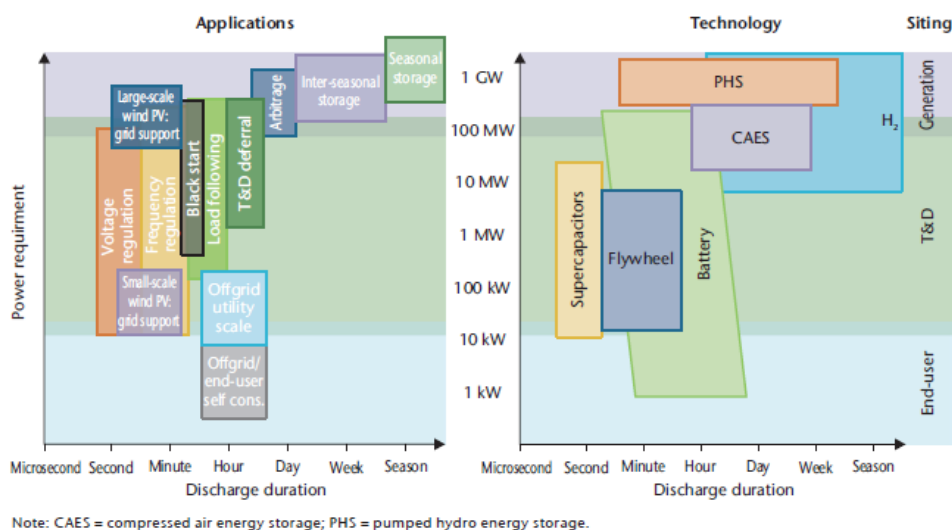 Applications
Technology
Siting
Power requirment
1 GW
100 MW
10 MW
1 MW
100 kW
10 kW
1 kW
Large-scale
wind PV:
grid support
Voltage
regulation
Frequency
regulation
Small-scale
wind PV:
grid support
Black start
Load following
T&D deferral
Arbitrage
Inter-seasonal
storage
Seasonal
storage
Offgrid
utility
scale
Offgrid/
end-user
self cons.
Microsecond
Second
Minute
Hour
Day
Week
Season
Discharge duration
PHS
H2
CAES
Supercapacitors
Flywheel
Battery
Generation
T&D
End-user
Microsecond
Second
Minute
Hour
Day
Week
Season
Discharge duration
Note: CAES = compressed air energy storage; PHS = pumped hydro energy storage.